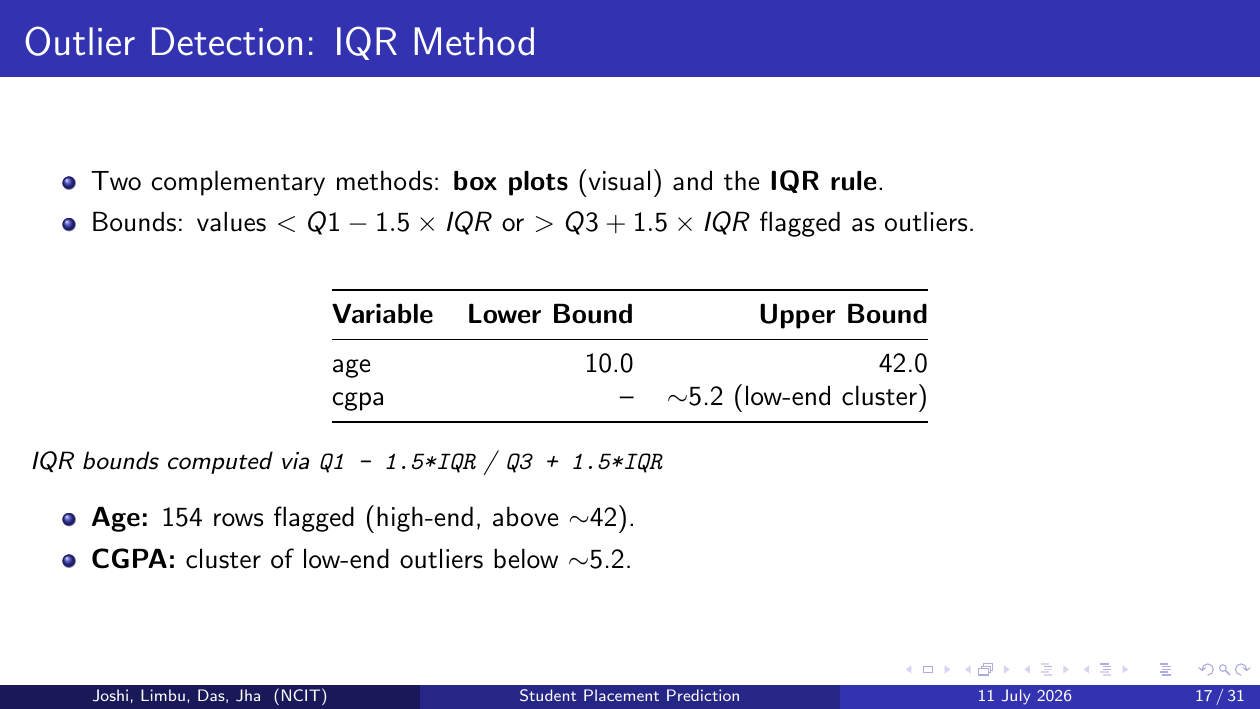 Outlier Detection: IQR Method
Two complementary methods: box plots (visual) and the IQR rule.
Bounds: values < Q1 − 1.5 × IQR or > Q3 + 1.5 × IQR flagged as outliers.
Variable Lower Bound Upper Bound
age 10.0 42.0
cgpa – ∼5.2 (low-end cluster)
IQR bounds computed via Q1 - 1.5*IQR / Q3 + 1.5*IQR
Age: 154 rows flagged (high-end, above ∼42).
CGPA: cluster of low-end outliers below ∼5.2.
Joshi, Limbu, Das, Jha (NCIT) Student Placement Prediction 11 July 2026 17 / 31